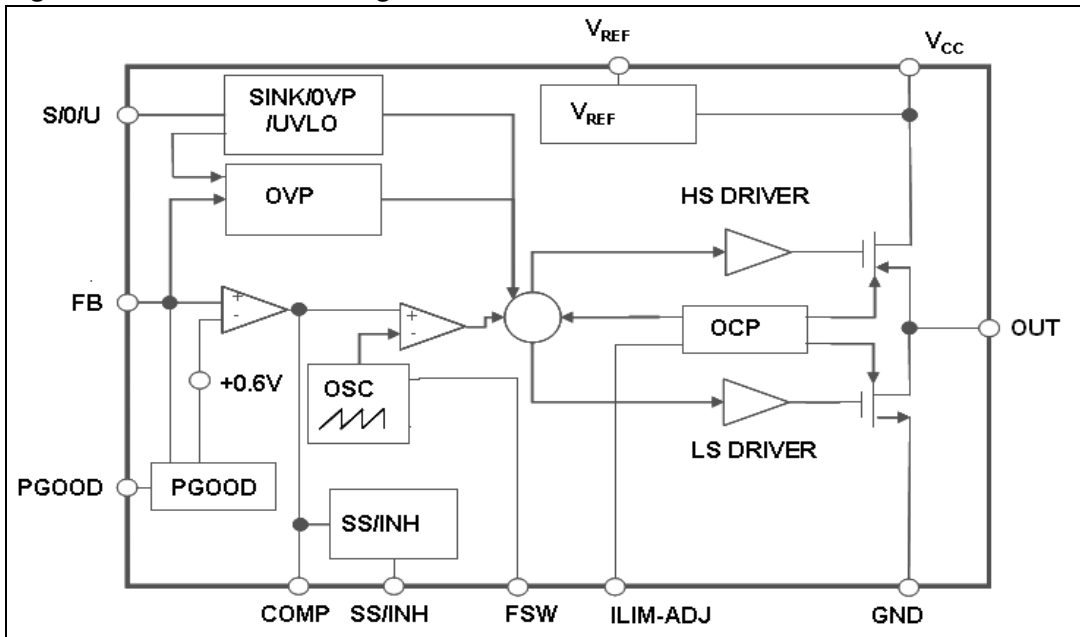 V_REF
V_CC
S/0/U
SINK/0VP
/UVLO
V_REF
OVP
HS DRIVER
FB
+
-
+
-
OCP
OUT
+0.6V
OSC
LS DRIVER
PGOOD
PGOOD
SS/INH
COMP
SS/INH
FSW
ILIM-ADJ
GND